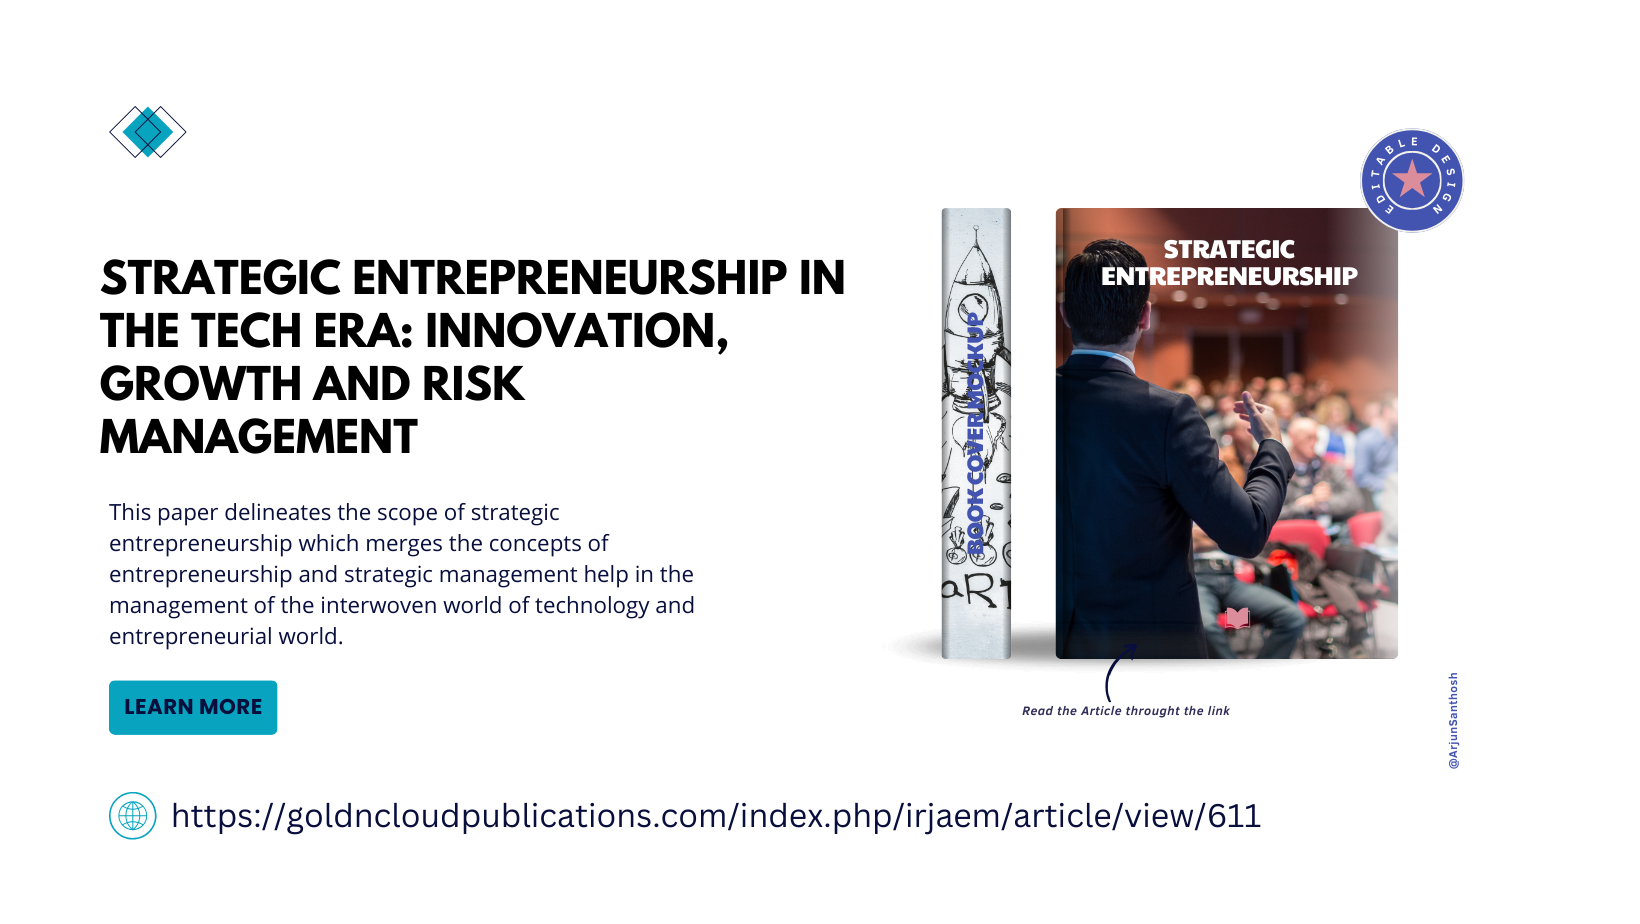 EDITABLE DESIGN
STRATEGIC ENTREPRENEURSHIP IN
THE TECH ERA: INNOVATION,
GROWTH AND RISK
MANAGEMENT
This paper delineates the scope of strategic
entrepreneurship which merges the concepts of
entrepreneurship and strategic management help in the
management of the interwoven world of technology and
entrepreneurial world.
LEARN MORE
BOOK COVER MOCKUP
aRT
STRATEGIC
ENTREPRENEURSHIP
Read the Article throught the link
@ArjunSanthosh
https://goldncloudpublications.com/index.php/irjaem/article/view/611